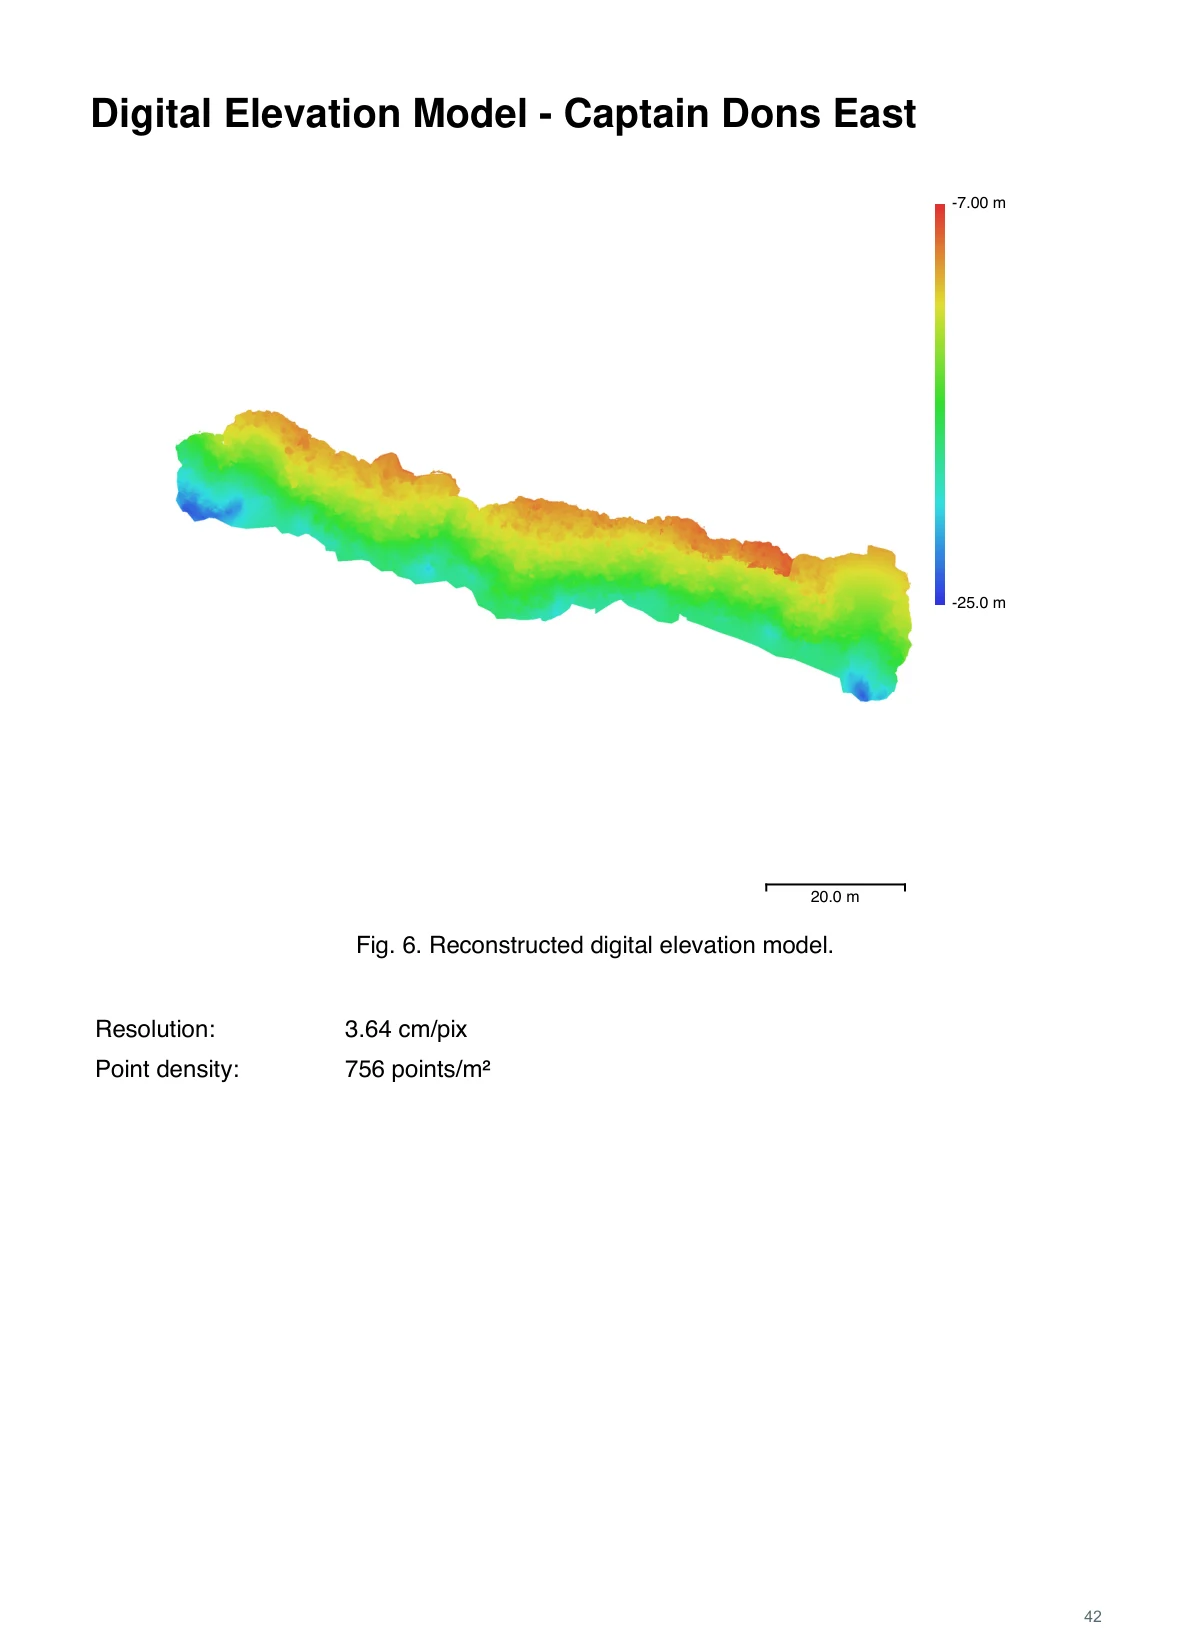 Digital Elevation Model - Captain Dons East
-7.00 m
-25.0 m
20.0 m
Fig. 6. Reconstructed digital elevation model.
Resolution: 3.64 cm/pix
Point density: 756 points/m²
42